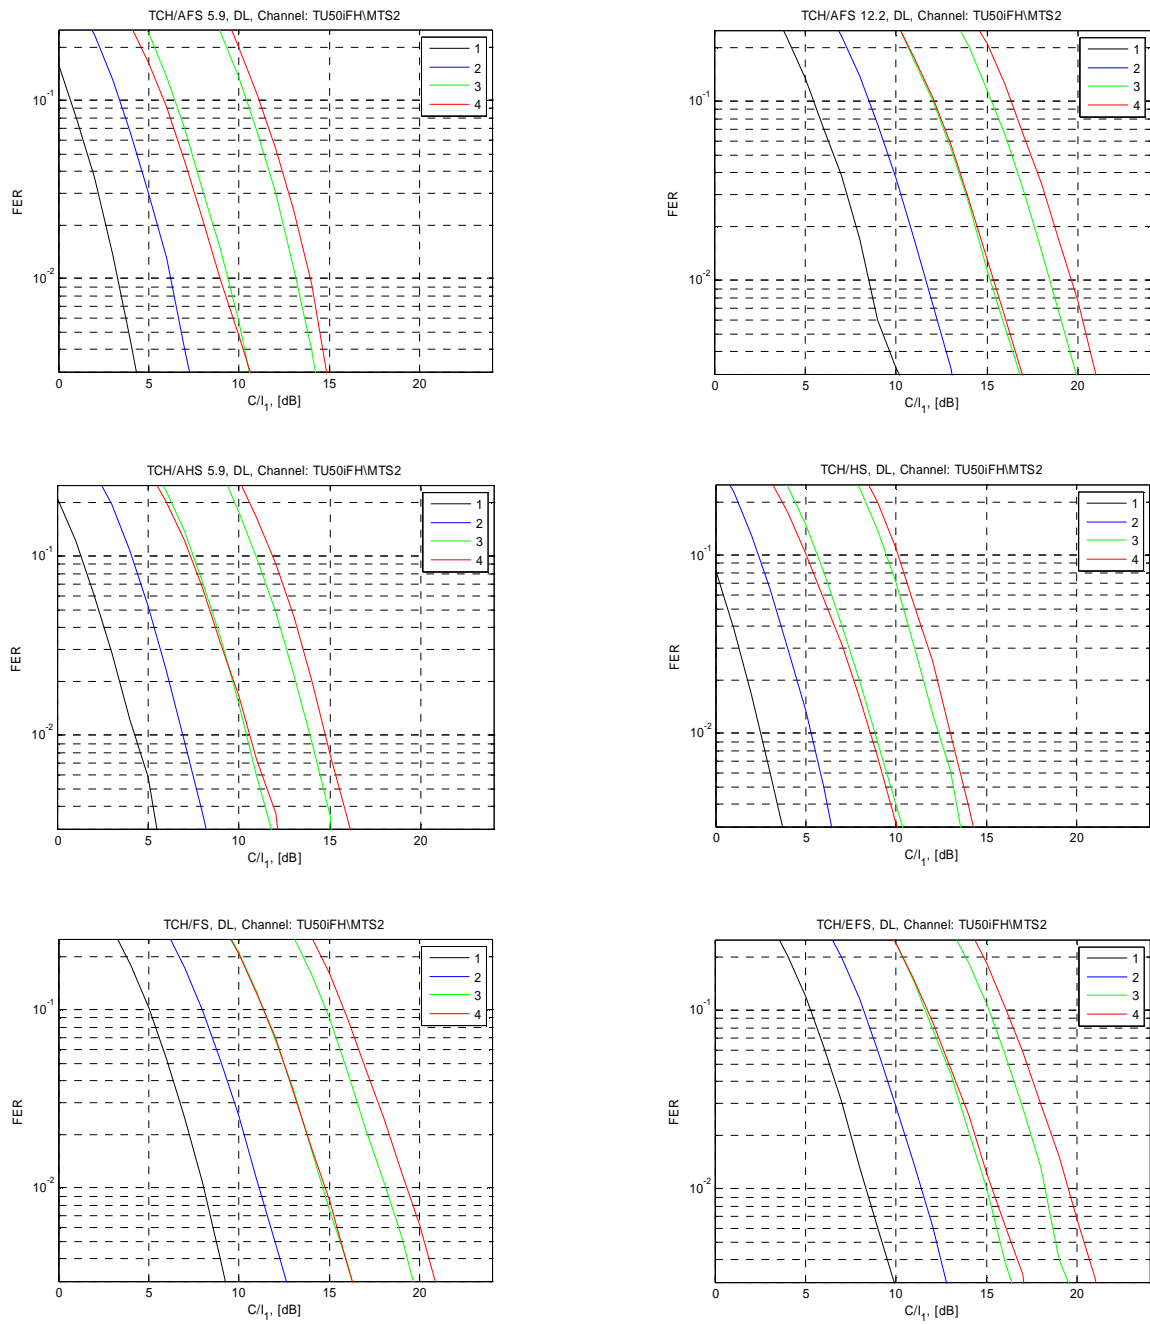 TCH/AFS 5.9, DL, Channel: TU50iFH\MTS2
1
2
3
4
10^-1
10^-2
FER
0 5 10 15 20
C/I_1, [dB]
TCH/AFS 12.2, DL, Channel: TU50iFH\MTS2
1
2
3
4
10^-1
10^-2
FER
0 5 10 15 20
C/I_1, [dB]
TCH/AHS 5.9, DL, Channel: TU50iFH\MTS2
1
2
3
4
10^-1
10^-2
FER
0 5 10 15 20
C/I_1, [dB]
TCH/HS, DL, Channel: TU50iFH\MTS2
1
2
3
4
10^-1
10^-2
FER
0 5 10 15 20
C/I_1, [dB]
TCH/FS, DL, Channel: TU50iFH\MTS2
1
2
3
4
10^-1
10^-2
FER
0 5 10 15 20
C/I_1, [dB]
TCH/EFS, DL, Channel: TU50iFH\MTS2
1
2
3
4
10^-1
10^-2
FER
0 5 10 15 20
C/I_1, [dB]